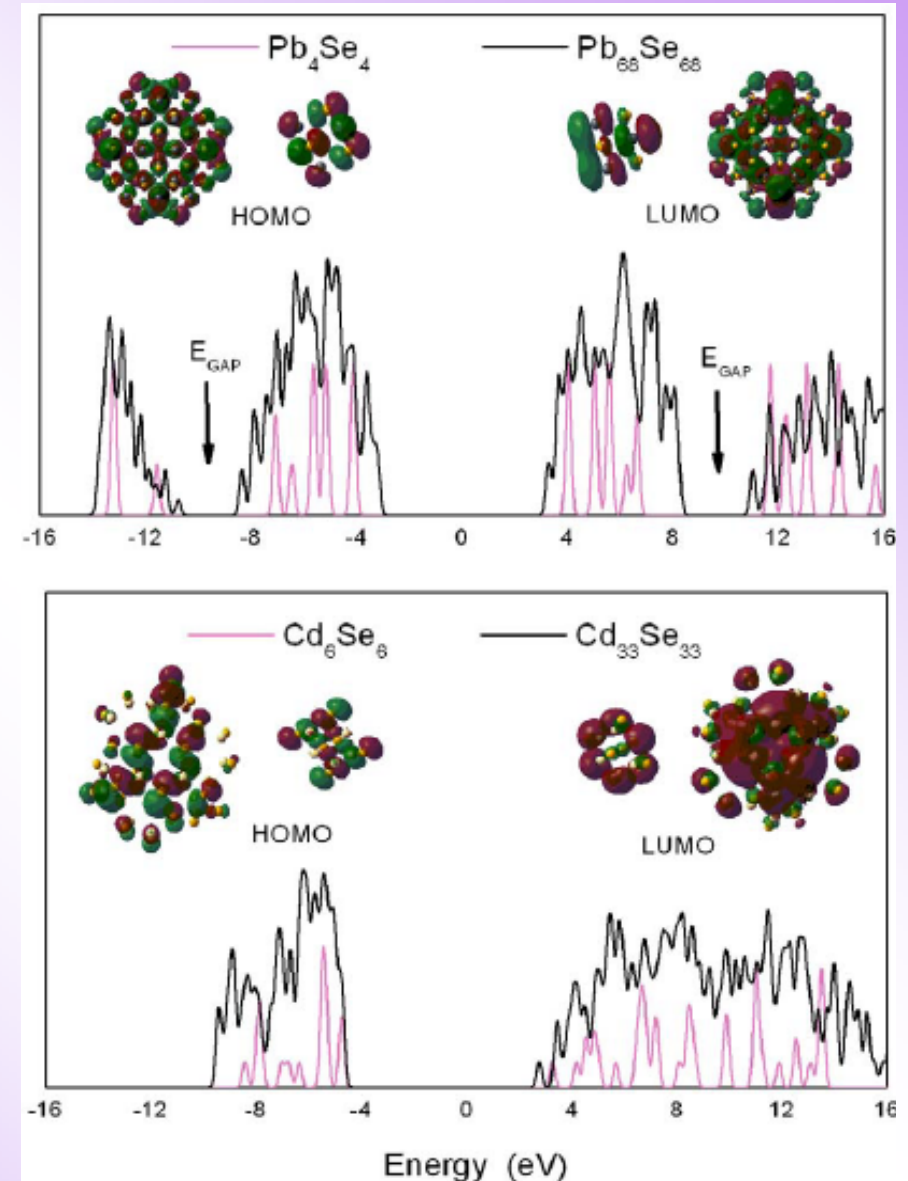 Pb4Se4 Pb68Se68
HOMO LUMO
EGAP EGAP
-16 -12 -8 -4 0 4 8 12 16
Cd6Se6 Cd33Se33
HOMO LUMO
-16 -12 -8 -4 0 4 8 12 16
Energy (eV)